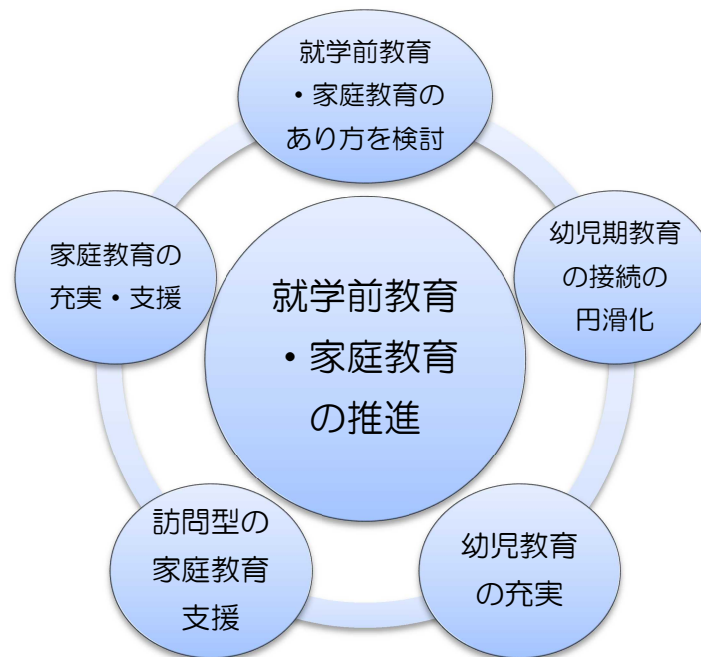 就学前教育
・家庭教育の
あり方を検討
幼児期教育
の接続の
円滑化
幼児教育
の充実
訪問型の
家庭教育
支援
家庭教育の
充実・支援
就学前教育
・家庭教育
の推進